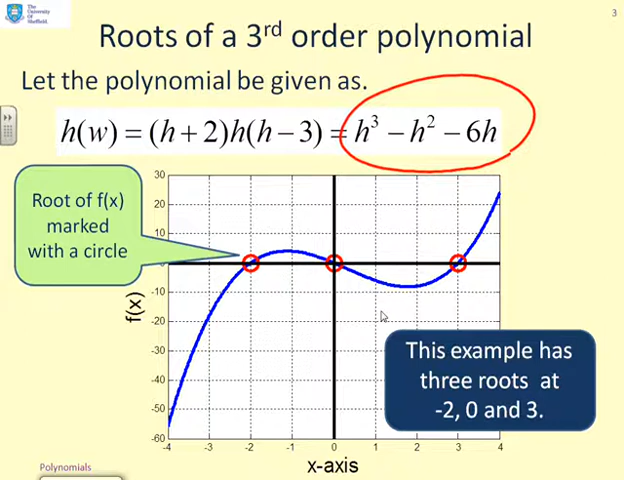 The
University
Of
Sheffield.
3
Roots of a 3rd order polynomial
Let the polynomial be given as.
h(w) = (h + 2)h(h − 3) = h³ − h² − 6h
Root of f(x)
marked
with a circle
30
20
10
-10
-20
-30
-40
-50
-60
f(x)
-4 -3 -2 -1 0 1 2 3 4
x-axis
This example has
three roots at
-2, 0 and 3.
Polynomials